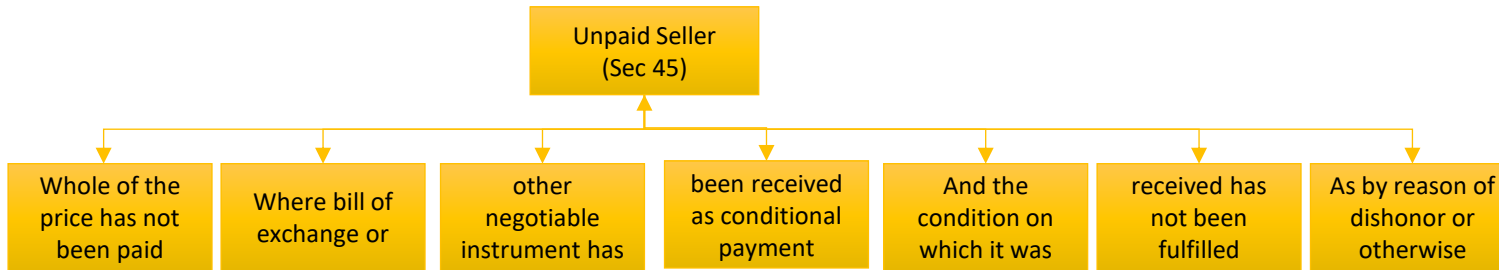 Unpaid Seller
(Sec 45)
Whole of the
price has not
been paid
Where bill of
exchange or
other
negotiable
instrument has
been received
as conditional
payment
And the
condition on
which it was
received has
not been
fulfilled
As by reason of
dishonor or
otherwise